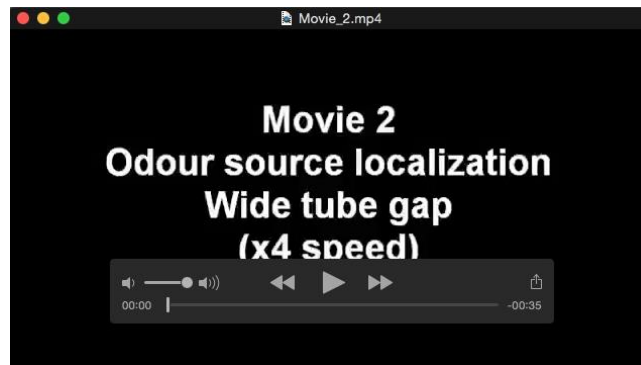 Movie_2.mp4
Movie 2
Odour source localization
Wide tube gap
(x4 speed)
00:00 -00:35